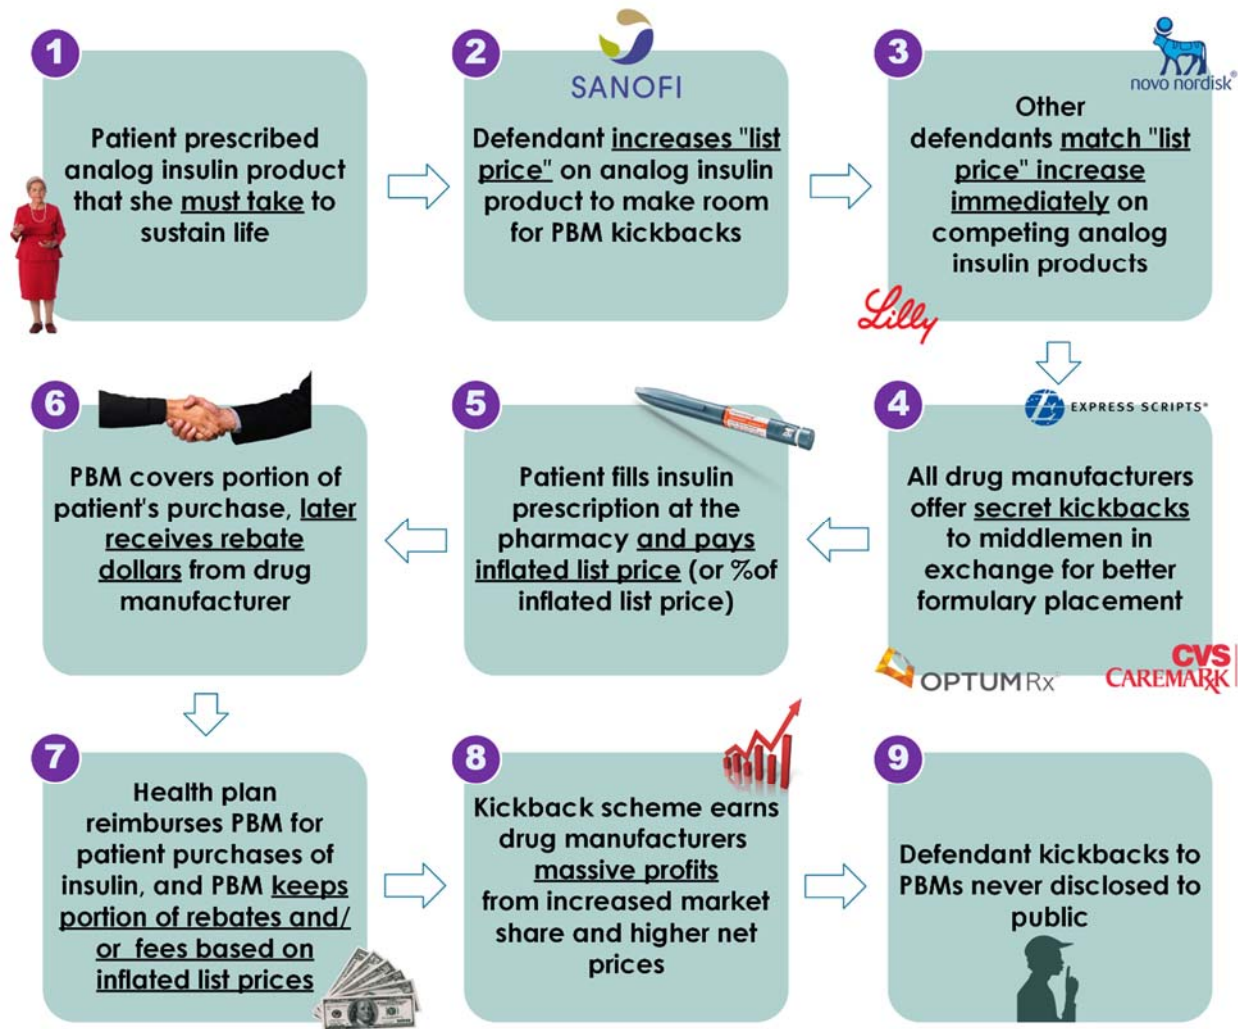 1
Patient prescribed
analog insulin product
that she must take to
sustain life
2
SANOFI
Defendant increases "list
price" on analog insulin
product to make room
for PBM kickbacks
3
novo nordisk®
Other
defendants match "list
price" increase
immediately on
competing analog
insulin products
Lilly
4
EXPRESS SCRIPTS®
All drug manufacturers
offer secret kickbacks
to middlemen in
exchange for better
formulary placement
OPTUMRx
CVS
CAREMARK
5
Patient fills insulin
prescription at the
pharmacy and pays
inflated list price (or %of
inflated list price)
6
PBM covers portion of
patient's purchase, later
receives rebate
dollars from drug
manufacturer
7
Health plan
reimburses PBM for
patient purchases of
insulin, and PBM keeps
portion of rebates and/
or fees based on
inflated list prices
8
Kickback scheme earns
drug manufacturers
massive profits
from increased market
share and higher net
prices
9
Defendant kickbacks to
PBMs never disclosed to
public